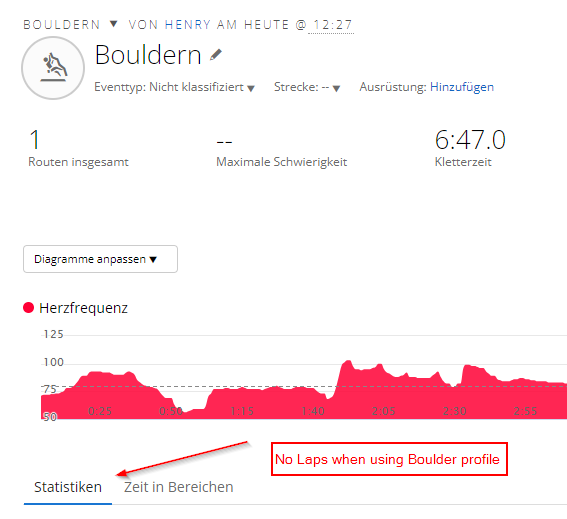 BOULDERN ▼ VON HENRY AM HEUTE @ 12:27
Bouldern
Eventtyp: Nicht klassifiziert ▼ Strecke: -- ▼ Ausrüstung: Hinzufügen
1 -- 6:47.0
Routen insgesamt Maximale Schwierigkeit Kletterzeit
Diagramme anpassen ▼
Herzfrequenz
125
100
75
50
0:25 0:50 1:15 1:40 2:05 2:30 2:55
No Laps when using Boulder profile
Statistiken Zeit in Bereichen